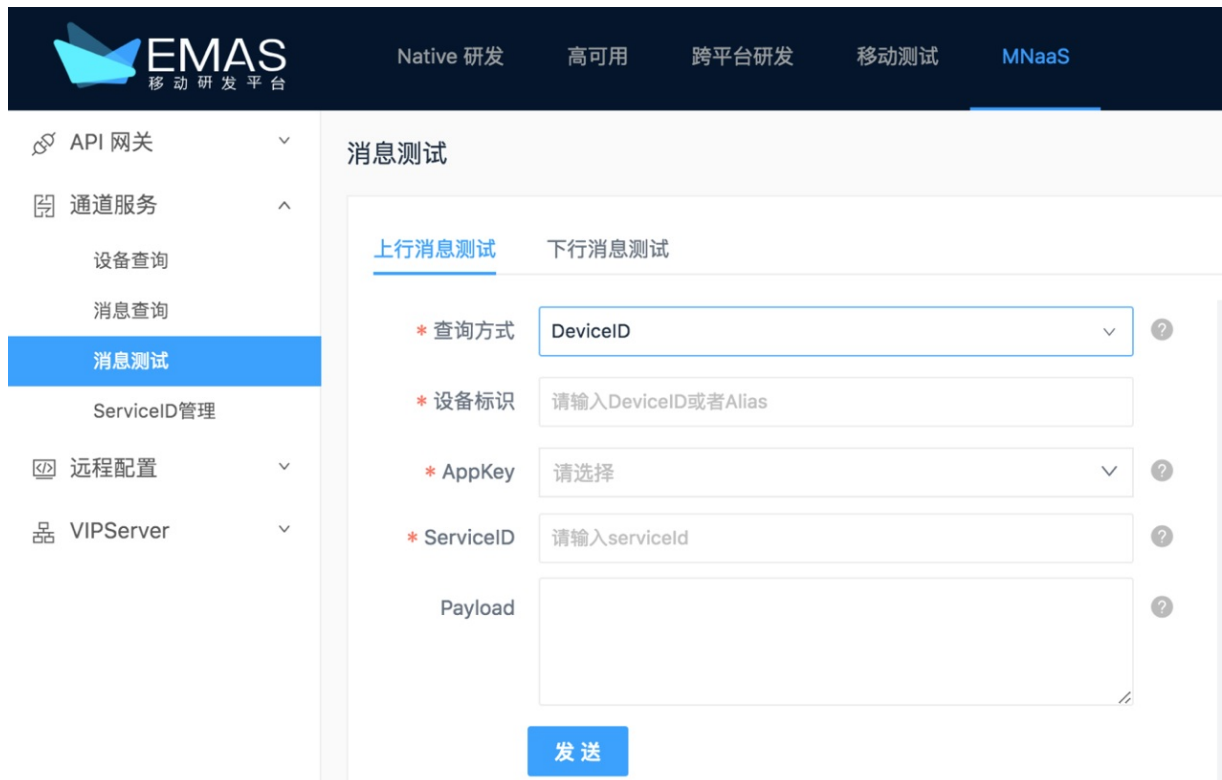 EMAS
移动研发平台
Native 研发
高可用
跨平台研发
移动测试
MNaaS
API 网关
通道服务
设备查询
消息查询
消息测试
ServiceID管理
远程配置
VIPServer
消息测试
上行消息测试
下行消息测试
* 查询方式
DeviceID
?
* 设备标识
请输入DeviceID或者Alias
* AppKey
请选择
?
* ServiceID
请输入serviceId
?
Payload
?
发 送